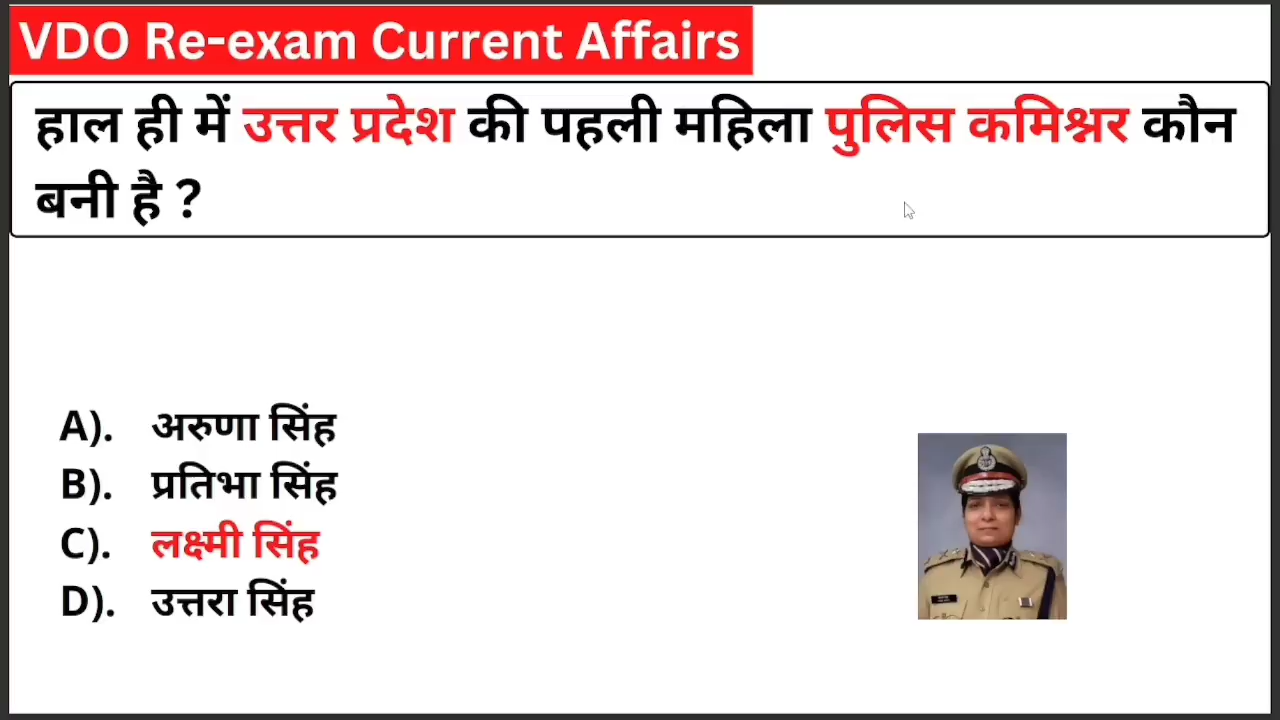 VDO Re-exam Current Affairs
हाल ही में उत्तर प्रदेश की पहली महिला पुलिस कमिश्नर कौन
बनी है ?
A). अरुणा सिंह
B). प्रतिभा सिंह
C). लक्ष्मी सिंह
D). उत्तरा सिंह